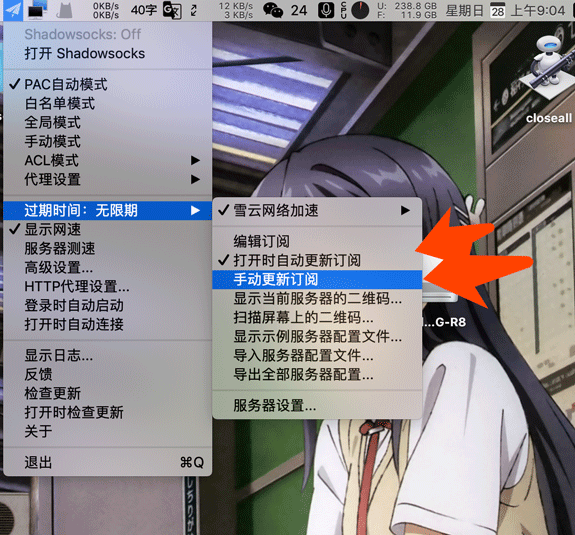 0KB/s
0KB/s
40字
12 KB/s
3 KB/s
24
CPU
U:
F:
238.8 GB
11.9 GB
星期日
28
上午9:04
Shadowsocks: Off
打开 Shadowsocks
PAC自动模式
白名单模式
全局模式
手动模式
ACL模式
代理设置
过期时间：无限期
显示网速
服务器测速
高级设置...
HTTP代理设置...
登录时自动启动
打开时自动连接
显示日志...
反馈
检查更新
打开时检查更新
关于
退出 ⌘Q
雪云网络加速
编辑订阅
打开时自动更新订阅
手动更新订阅
显示当前服务器的二维码...
扫描屏幕上的二维码...
显示示例服务器配置文件...
导入服务器配置文件...
导出全部服务器配置...
服务器设置...
closeall
...G-R8